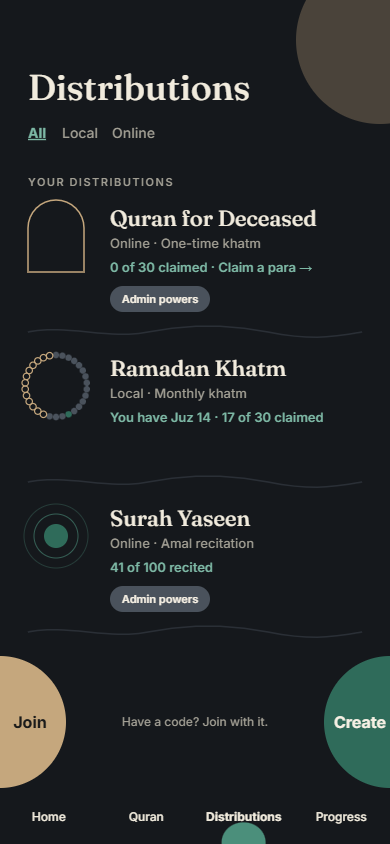 Distributions
All Local Online
YOUR DISTRIBUTIONS
Quran for Deceased
Online · One-time khatm
0 of 30 claimed · Claim a para →
Admin powers
Ramadan Khatm
Local · Monthly khatm
You have Juz 14 · 17 of 30 claimed
Surah Yaseen
Online · Amal recitation
41 of 100 recited
Admin powers
Join
Have a code? Join with it.
Create
Home Quran Distributions Progress